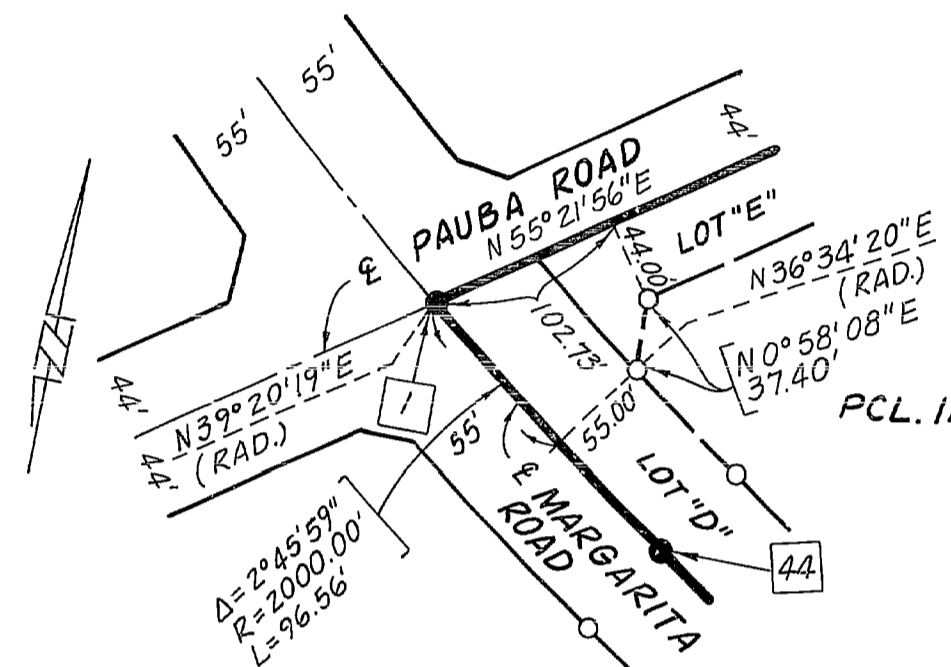 55'
55'
44'
PAUBA ROAD
N 55° 21' 56" E
LOT "E"
44.00'
N 36° 34' 20" E
(RAD.)
℄
102.73'
N 0° 58' 08" E
37.40'
PCL. 1
44'
N 39° 20' 19" E
(RAD.)
44'
1
55'
55.00'
LOT "D"
℄ MARGARITA
ROAD
Δ= 2° 45' 59"
R= 2000.00'
L= 96.56'
44